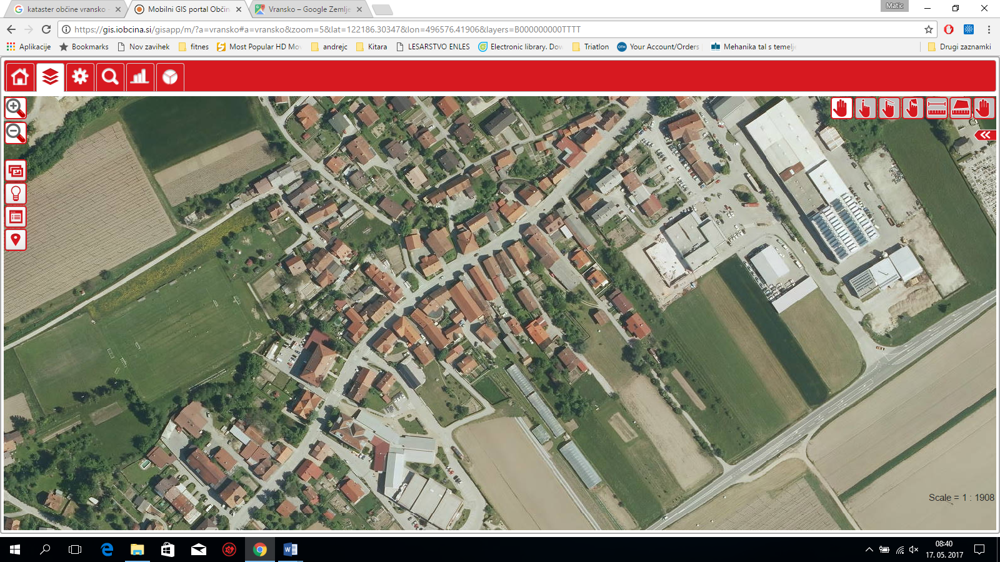 kataster občine vransko
Mobilni GIS portal Občin
Vransko – Google Zemlje
Matic
https://gis.iobcina.si/gisapp/m/?a=vransko#a=vransko&zoom=5&lat=122186.30347&lon=496576.41906&layers=B000000000TTTT
Aplikacije Bookmarks Nov zavihek fitnes Most Popular HD Mov andrejc Kitara LESARSTVO ENLES Electronic library. Dow Triatlon Your Account/Orders Mehanika tal s temelje Drugi zaznamki
Scale = 1 : 1908
08:40
17. 05. 2017